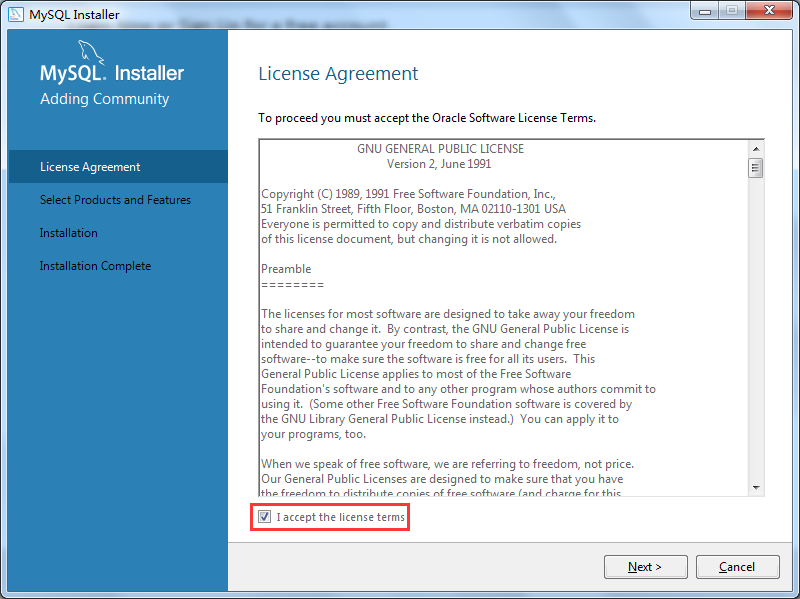 MySQL Installer
MySQL. Installer
Adding Community
License Agreement
Select Products and Features
Installation
Installation Complete
License Agreement
To proceed you must accept the Oracle Software License Terms.
GNU GENERAL PUBLIC LICENSE
Version 2, June 1991
Copyright (C) 1989, 1991 Free Software Foundation, Inc.,
51 Franklin Street, Fifth Floor, Boston, MA 02110-1301 USA
Everyone is permitted to copy and distribute verbatim copies
of this license document, but changing it is not allowed.
Preamble
========
The licenses for most software are designed to take away your freedom
to share and change it.  By contrast, the GNU General Public License is
intended to guarantee your freedom to share and change free
software--to make sure the software is free for all its users.  This
General Public License applies to most of the Free Software
Foundation's software and to any other program whose authors commit to
using it.  (Some other Free Software Foundation software is covered by
the GNU Library General Public License instead.)  You can apply it to
your programs, too.
When we speak of free software, we are referring to freedom, not price.
Our General Public Licenses are designed to make sure that you have
the freedom to distribute copies of free software (and charge for this
I accept the license terms
Next >
Cancel